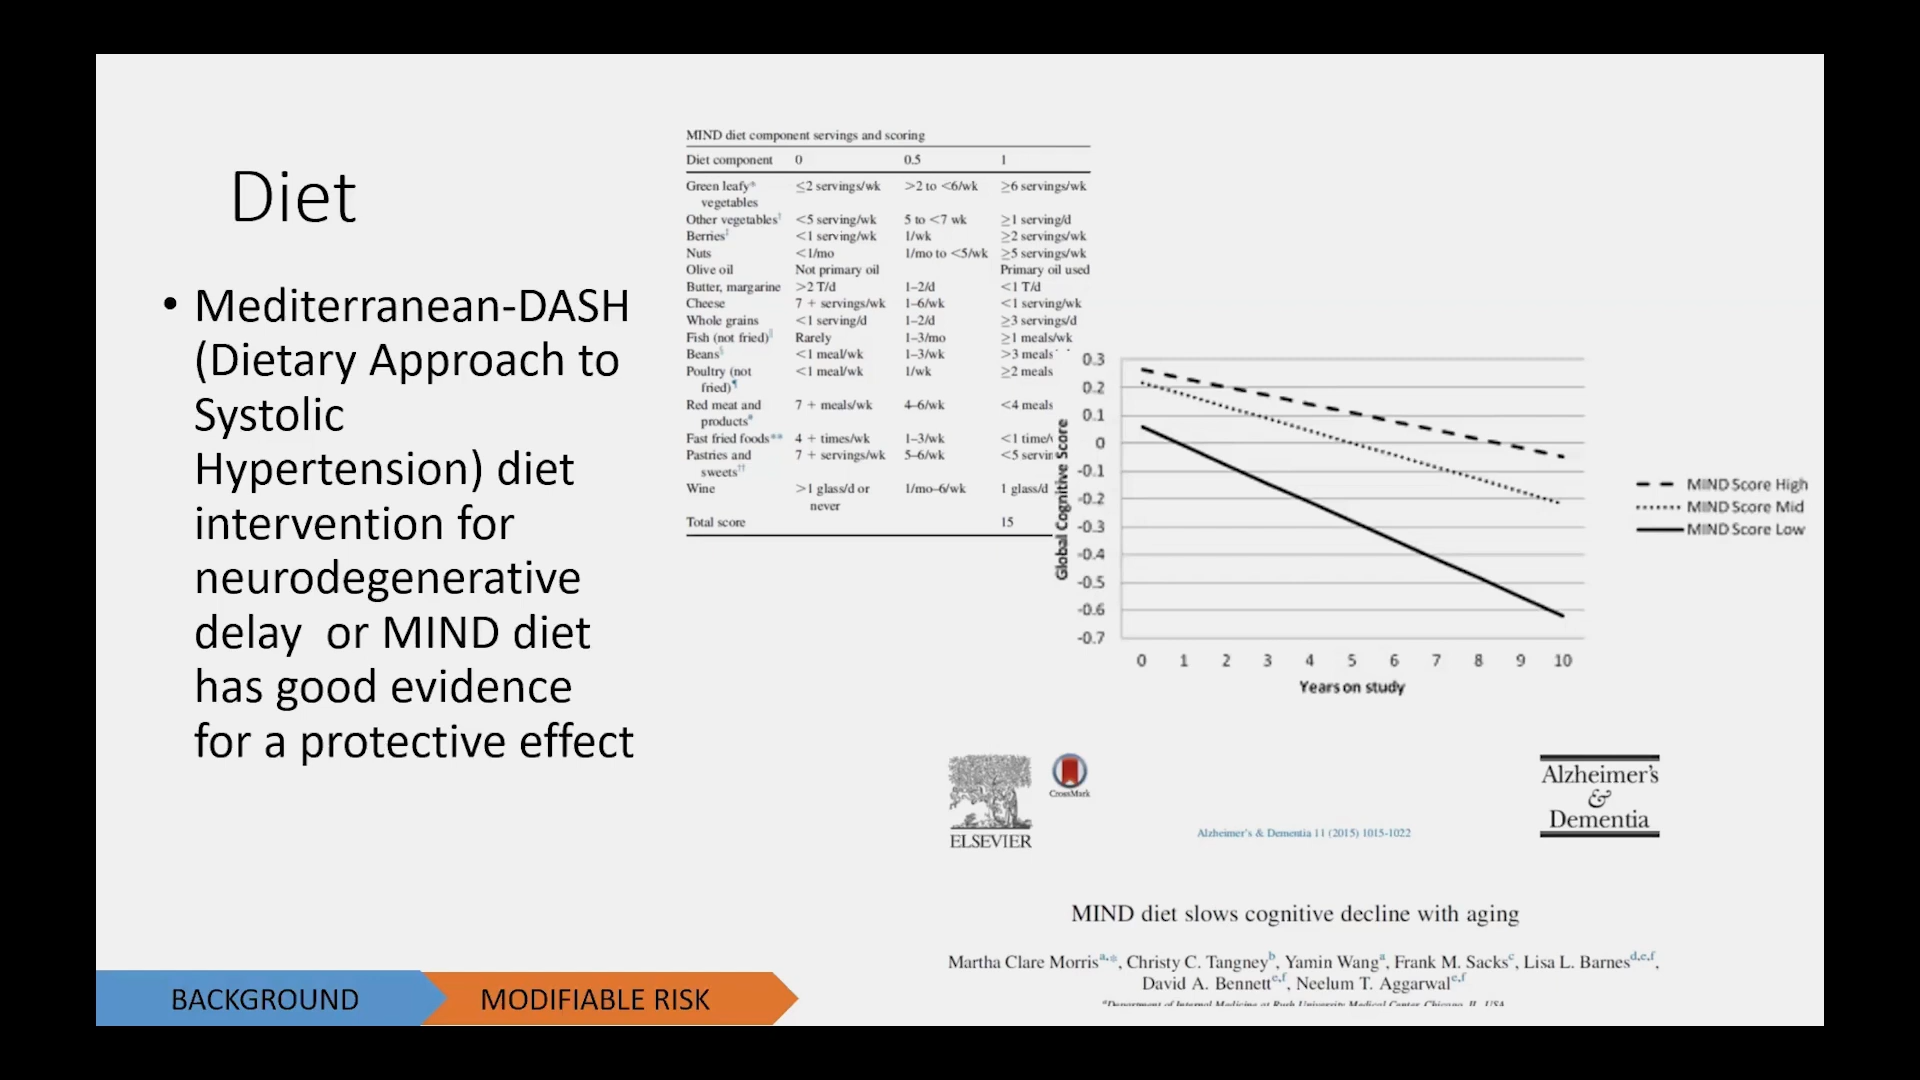 Diet
• Mediterranean-DASH
(Dietary Approach to
Systolic
Hypertension) diet
intervention for
neurodegenerative
delay or MIND diet
has good evidence
for a protective effect
MIND diet component servings and scoring
Diet component 0 0.5 1
Green leafy* ≤2 servings/wk >2 to <6/wk ≥6 servings/wk
vegetables
Other vegetables† <5 serving/wk 5 to <7 wk ≥1 serving/d
Berries‡ <1 serving/wk 1/wk ≥2 servings/wk
Nuts <1/mo 1/mo to <5/wk ≥5 servings/wk
Olive oil Not primary oil Primary oil used
Butter, margarine >2 T/d 1–2/d <1 T/d
Cheese 7 + servings/wk 1–6/wk <1 serving/wk
Whole grains <1 serving/d 1–2/d ≥3 servings/d
Fish (not fried) Rarely 1–3/mo ≥1 meals/wk
Beans <1 meal/wk 1–3/wk >3 meals
Poultry (not <1 meal/wk 1/wk ≥2 meals
fried)¶
Red meat and 7 + meals/wk 4–6/wk <4 meals
products#
Fast fried foods** 4 + times/wk 1–3/wk <1 time/
Pastries and 7 + servings/wk 5–6/wk <5 servin
sweets††
Wine >1 glass/d or 1/mo–6/wk 1 glass/d
never
Total score 15
Global Cognitive Score
0.3
0.2
0.1
0
-0.1
-0.2
-0.3
-0.4
-0.5
-0.6
-0.7
0 1 2 3 4 5 6 7 8 9 10
Years on study
MIND Score High
MIND Score Mid
MIND Score Low
ELSEVIER
CrossMark
Alzheimer's & Dementia 11 (2015) 1015-1022
Alzheimer's
&
Dementia
MIND diet slows cognitive decline with aging
Martha Clare Morris a,*, Christy C. Tangney b, Yamin Wang a, Frank M. Sacks c, Lisa L. Barnes d,e,f,
David A. Bennett e,f, Neelum T. Aggarwal e,f
a Department of Internal Medicine at Rush University Medical Center, Chicago, IL, USA
BACKGROUND
MODIFIABLE RISK